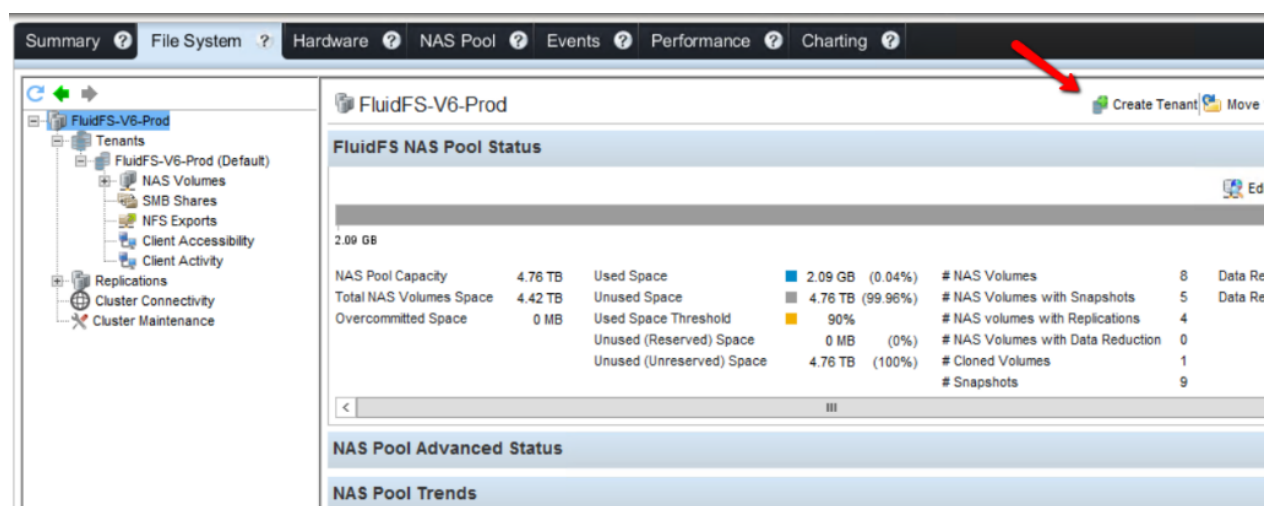 Summary ? File System ? Hardware ? NAS Pool ? Events ? Performance ? Charting ?
FluidFS-V6-Prod
Tenants
FluidFS-V6-Prod (Default)
NAS Volumes
SMB Shares
NFS Exports
Client Accessibility
Client Activity
Replications
Cluster Connectivity
Cluster Maintenance
FluidFS-V6-Prod
Create Tenant Move
FluidFS NAS Pool Status
Ed
2.09 GB
NAS Pool Capacity 4.76 TB Used Space 2.09 GB (0.04%) # NAS Volumes 8 Data Re
Total NAS Volumes Space 4.42 TB Unused Space 4.76 TB (99.96%) # NAS Volumes with Snapshots 5 Data Re
Overcommitted Space 0 MB Used Space Threshold 90% # NAS volumes with Replications 4
Unused (Reserved) Space 0 MB (0%) # NAS Volumes with Data Reduction 0
Unused (Unreserved) Space 4.76 TB (100%) # Cloned Volumes 1
# Snapshots 9
NAS Pool Advanced Status
NAS Pool Trends